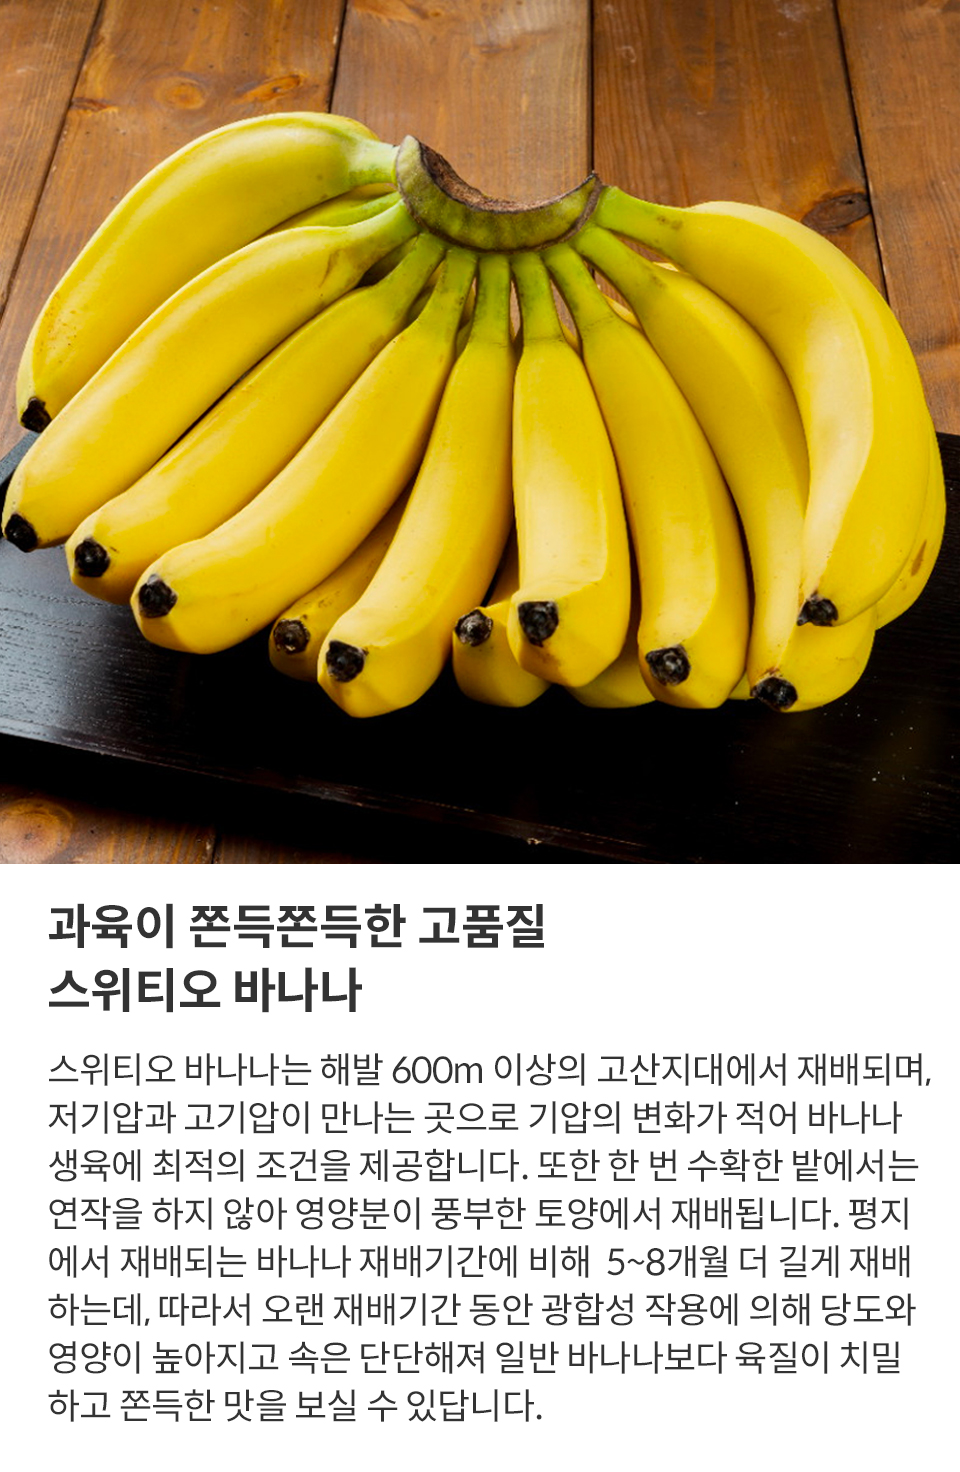 과육이 쫀득쫀득한 고품질
스위티오 바나나
스위티오 바나나는 해발 600m 이상의 고산지대에서 재배되며,
저기압과 고기압이 만나는 곳으로 기압의 변화가 적어 바나나
생육에 최적의 조건을 제공합니다. 또한 한 번 수확한 밭에서는
연작을 하지 않아 영양분이 풍부한 토양에서 재배됩니다. 평지
에서 재배되는 바나나 재배기간에 비해 5~8개월 더 길게 재배
하는데, 따라서 오랜 재배기간 동안 광합성 작용에 의해 당도와
영양이 높아지고 속은 단단해져 일반 바나나보다 육질이 치밀
하고 쫀득한 맛을 보실 수 있답니다.